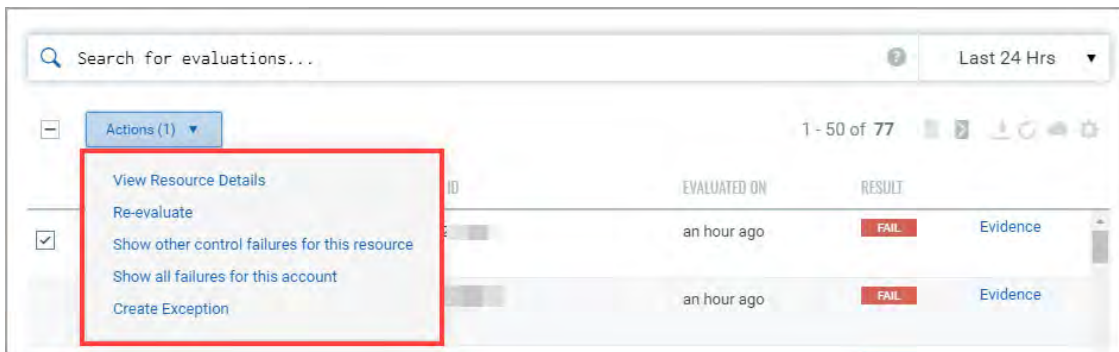 Search for evaluations...
Last 24 Hrs
Actions (1)
1 - 50 of 77
View Resource Details
Re-evaluate
Show other control failures for this resource
Show all failures for this account
Create Exception
ID EVALUATED ON RESULT
an hour ago FAIL Evidence
an hour ago FAIL Evidence